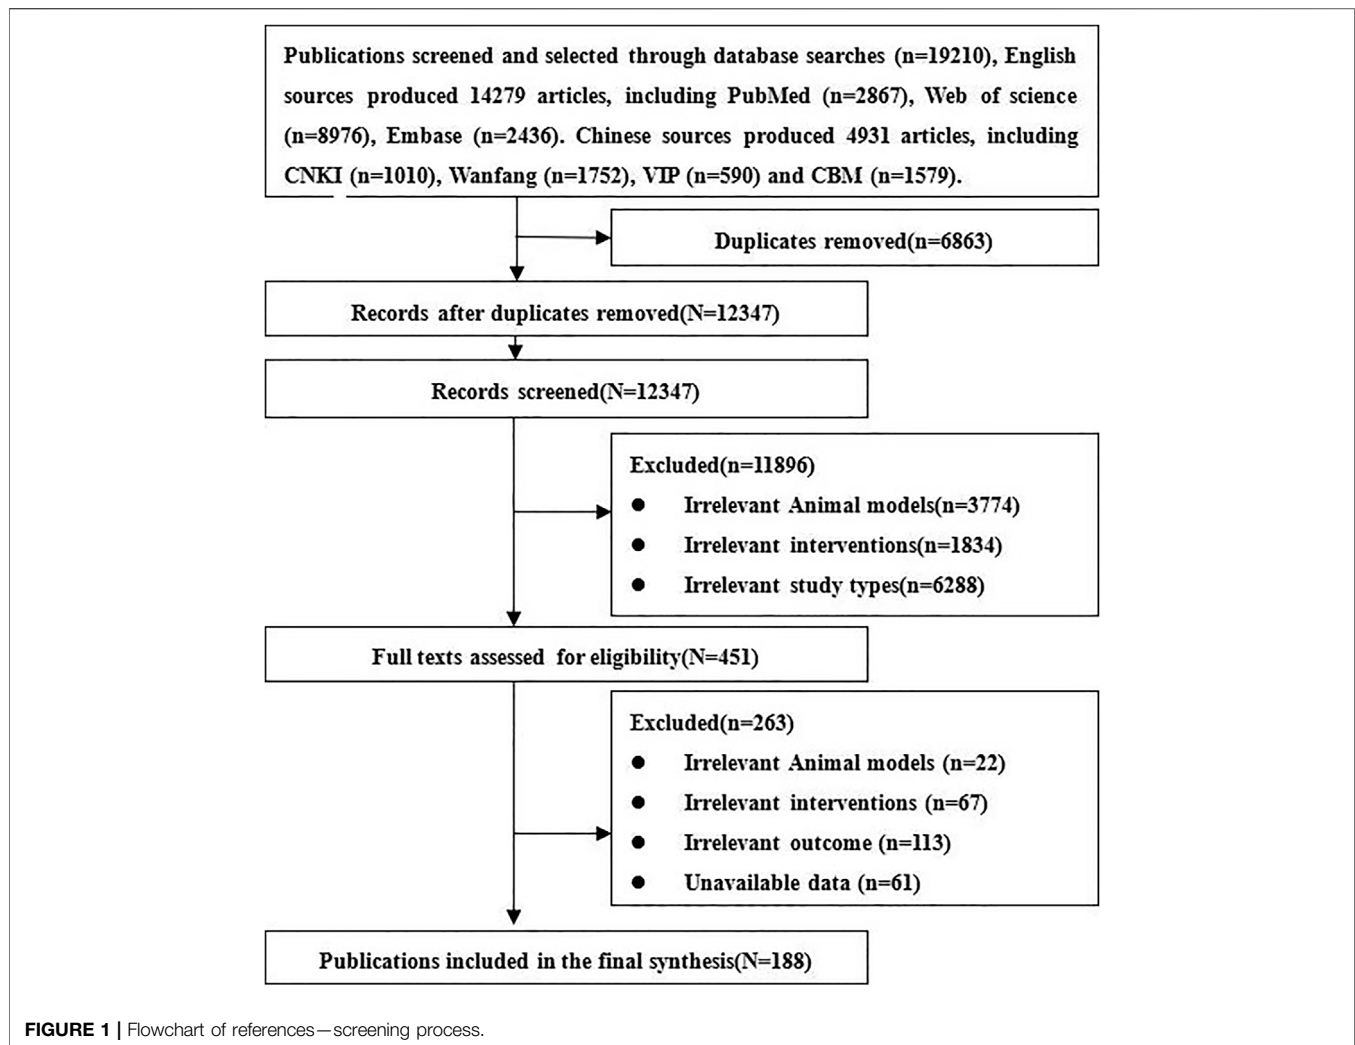 Publications screened and selected through database searches (n=19210), English
sources produced 14279 articles, including PubMed (n=2867), Web of science
(n=8976), Embase (n=2436). Chinese sources produced 4931 articles, including
CNKI (n=1010), Wanfang (n=1752), VIP (n=590) and CBM (n=1579).
Duplicates removed(n=6863)
Records after duplicates removed(N=12347)
Records screened(N=12347)
Excluded(n=11896)
● Irrelevant Animal models(n=3774)
● Irrelevant interventions(n=1834)
● Irrelevant study types(n=6288)
Full texts assessed for eligibility(N=451)
Excluded(n=263)
● Irrelevant Animal models (n=22)
● Irrelevant interventions (n=67)
● Irrelevant outcome (n=113)
● Unavailable data (n=61)
Publications included in the final synthesis(N=188)
FIGURE 1 | Flowchart of references—screening process.